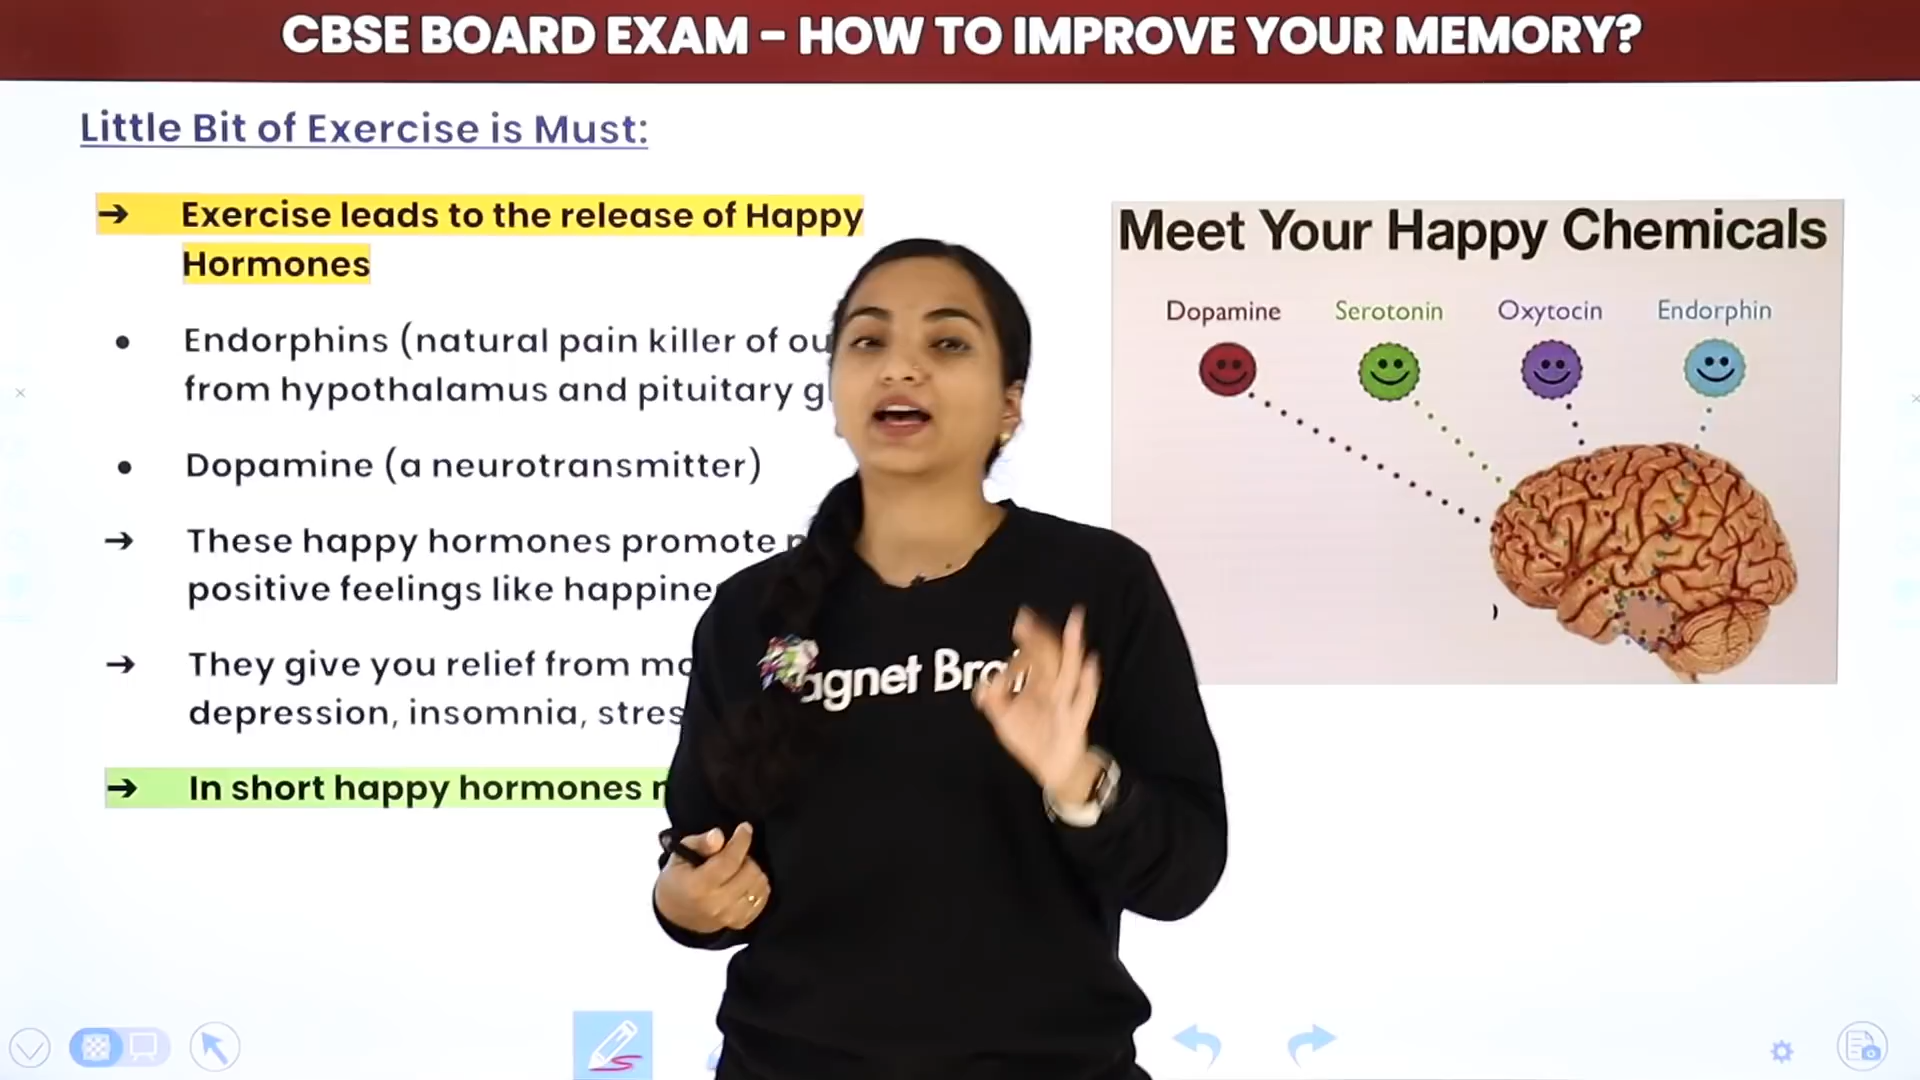 CBSE BOARD EXAM – HOW TO IMPROVE YOUR MEMORY?
Little Bit of Exercise is Must:
➔ Exercise leads to the release of Happy
Hormones
● Endorphins (natural pain killer of
from hypothalamus and pituitary
● Dopamine (a neurotransmitter)
➔ These happy hormones promote
positive feelings like
➔ They give you relief from
depression, insomnia,
➔ In short happy hormones
Meet Your Happy Chemicals
Dopamine Serotonin Oxytocin Endorphin
agnet